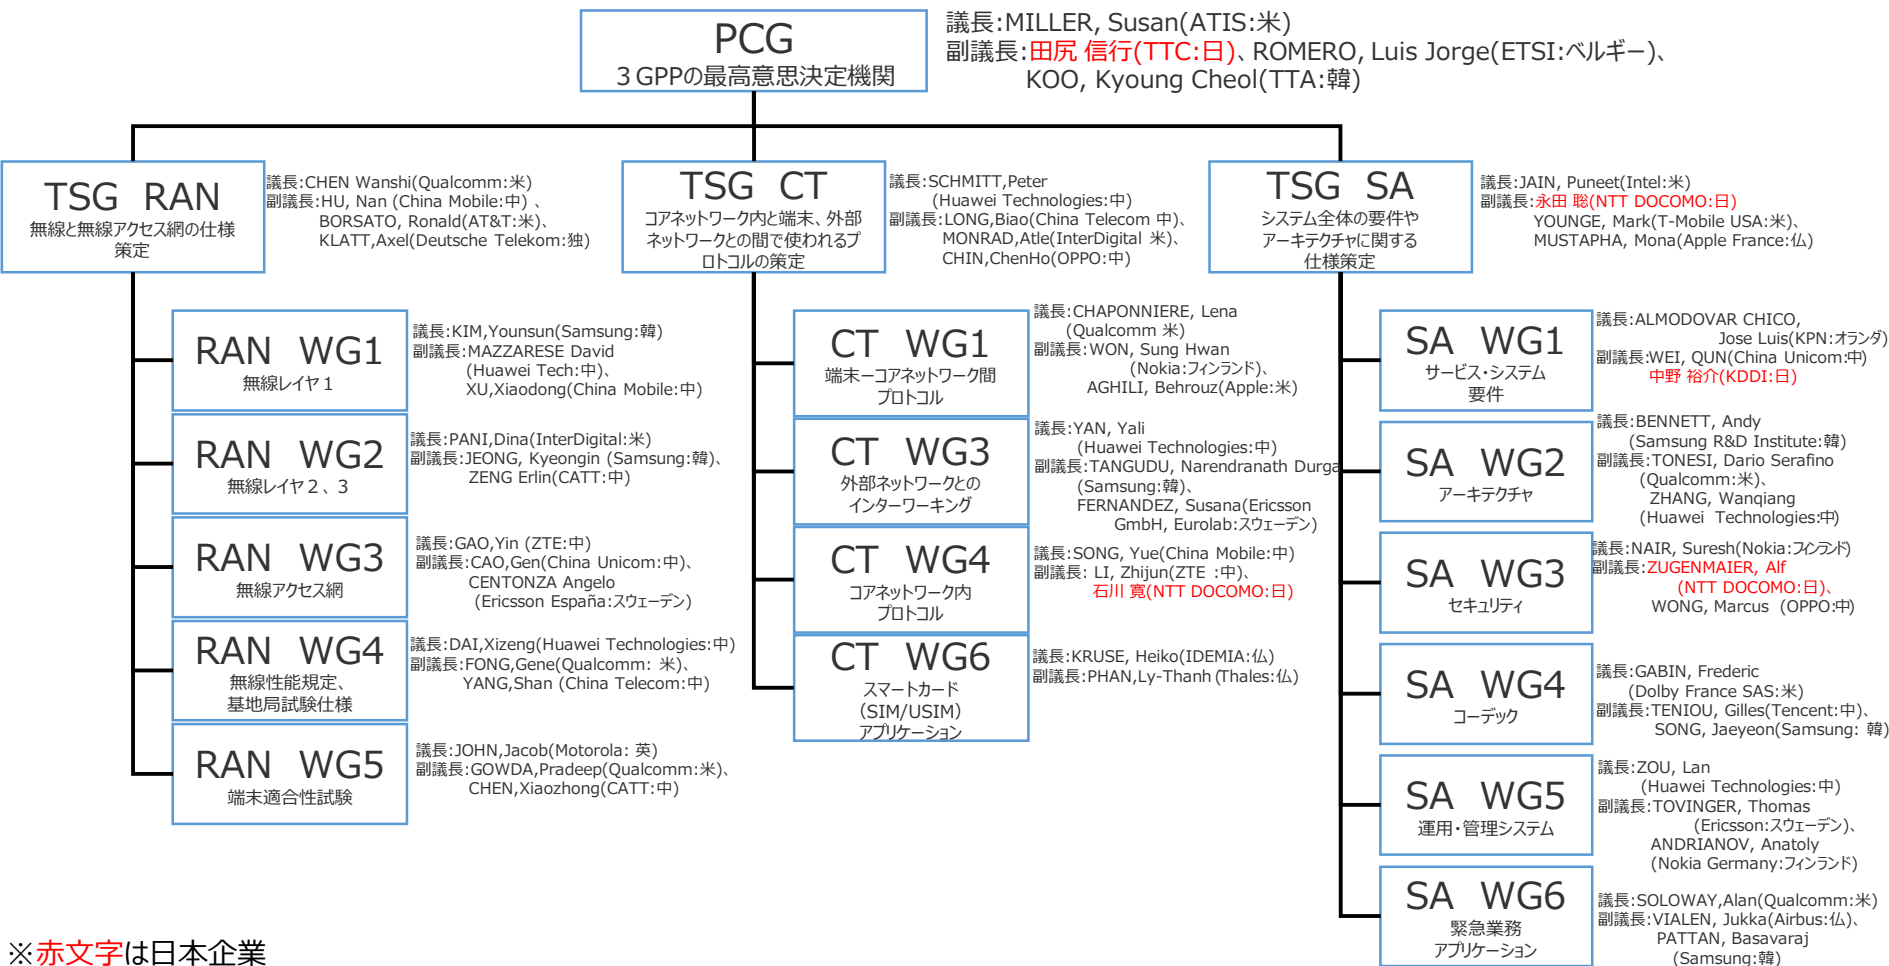 PCG
3GPPの最高意思決定機関
議長:MILLER, Susan(ATIS:米)
副議長:田尻 信行(TTC:日)、ROMERO, Luis Jorge(ETSI:ベルギー)、
KOO, Kyoung Cheol(TTA:韓)
TSG RAN
無線と無線アクセス網の仕様
策定
議長:CHEN Wanshi(Qualcomm:米)
副議長:HU, Nan (China Mobile:中) 、
BORSATO, Ronald(AT&T:米)、
KLATT,Axel(Deutsche Telekom:独)
RAN WG1
無線レイヤ1
議長:KIM,Younsun(Samsung:韓)
副議長:MAZZARESE David
(Huawei Tech:中)、
XU,Xiaodong(China Mobile:中)
RAN WG2
無線レイヤ2、3
議長:PANI,Dina(InterDigital:米)
副議長:JEONG, Kyeongin (Samsung:韓)、
ZENG Erlin(CATT:中)
RAN WG3
無線アクセス網
議長:GAO,Yin (ZTE:中)
副議長:CAO,Gen(China Unicom:中)、
CENTONZA Angelo
(Ericsson España:スウェーデン)
RAN WG4
無線性能規定、
基地局試験仕様
議長:DAI,Xizeng(Huawei Technologies:中)
副議長:FONG,Gene(Qualcomm: 米)、
YANG,Shan (China Telecom:中)
RAN WG5
端末適合性試験
議長:JOHN,Jacob(Motorola: 英)
副議長:GOWDA,Pradeep(Qualcomm:米)、
CHEN,Xiaozhong(CATT:中)
TSG CT
コアネットワーク内と端末、外部
ネットワークとの間で使われるプ
ロトコルの策定
議長:SCHMITT,Peter
(Huawei Technologies:中)
副議長:LONG,Biao(China Telecom 中)、
MONRAD,Atle(InterDigital 米)、
CHIN,ChenHo(OPPO:中)
CT WG1
端末ーコアネットワーク間
プロトコル
議長:CHAPONNIERE, Lena
(Qualcomm 米)
副議長:WON, Sung Hwan
(Nokia:フィンランド)、
AGHILI, Behrouz(Apple:米)
CT WG3
外部ネットワークとの
インターワーキング
議長:YAN, Yali
(Huawei Technologies:中)
副議長:TANGUDU, Narendranath Durga
(Samsung:韓)、
FERNANDEZ, Susana(Ericsson
GmbH, Eurolab:スウェーデン)
CT WG4
コアネットワーク内
プロトコル
議長:SONG, Yue(China Mobile:中)
副議長: LI, Zhijun(ZTE :中)、
石川 寛(NTT DOCOMO:日)
CT WG6
スマートカード
(SIM/USIM)
アプリケーション
議長:KRUSE, Heiko(IDEMIA:仏)
副議長:PHAN,Ly-Thanh(Thales:仏)
TSG SA
システム全体の要件や
アーキテクチャに関する
仕様策定
議長:JAIN, Puneet(Intel:米)
副議長:永田 聡(NTT DOCOMO:日)
YOUNGE, Mark(T-Mobile USA:米)、
MUSTAPHA, Mona(Apple France:仏)
SA WG1
サービス・システム
要件
議長:ALMODOVAR CHICO,
Jose Luis(KPN:オランダ)
副議長:WEI, QUN(China Unicom:中)
中野 裕介(KDDI:日)
SA WG2
アーキテクチャ
議長:BENNETT, Andy
(Samsung R&D Institute:韓)
副議長:TONESI, Dario Serafino
(Qualcomm:米)、
ZHANG, Wanqiang
(Huawei Technologies:中)
SA WG3
セキュリティ
議長:NAIR, Suresh(Nokia:フィンランド)
副議長:ZUGENMAIER, Alf
(NTT DOCOMO:日)、
WONG, Marcus (OPPO:中)
SA WG4
コーデック
議長:GABIN, Frederic
(Dolby France SAS:米)
副議長:TENIOU, Gilles(Tencent:中)、
SONG, Jaeyeon(Samsung: 韓)
SA WG5
運用・管理システム
議長:ZOU, Lan
(Huawei Technologies:中)
副議長:TOVINGER, Thomas
(Ericsson:スウェーデン)、
ANDRIANOV, Anatoly
(Nokia Germany:フィンランド)
SA WG6
緊急業務
アプリケーション
議長:SOLOWAY,Alan(Qualcomm:米)
副議長:VIALEN, Jukka(Airbus:仏)、
PATTAN, Basavaraj
(Samsung:韓)
※赤文字は日本企業